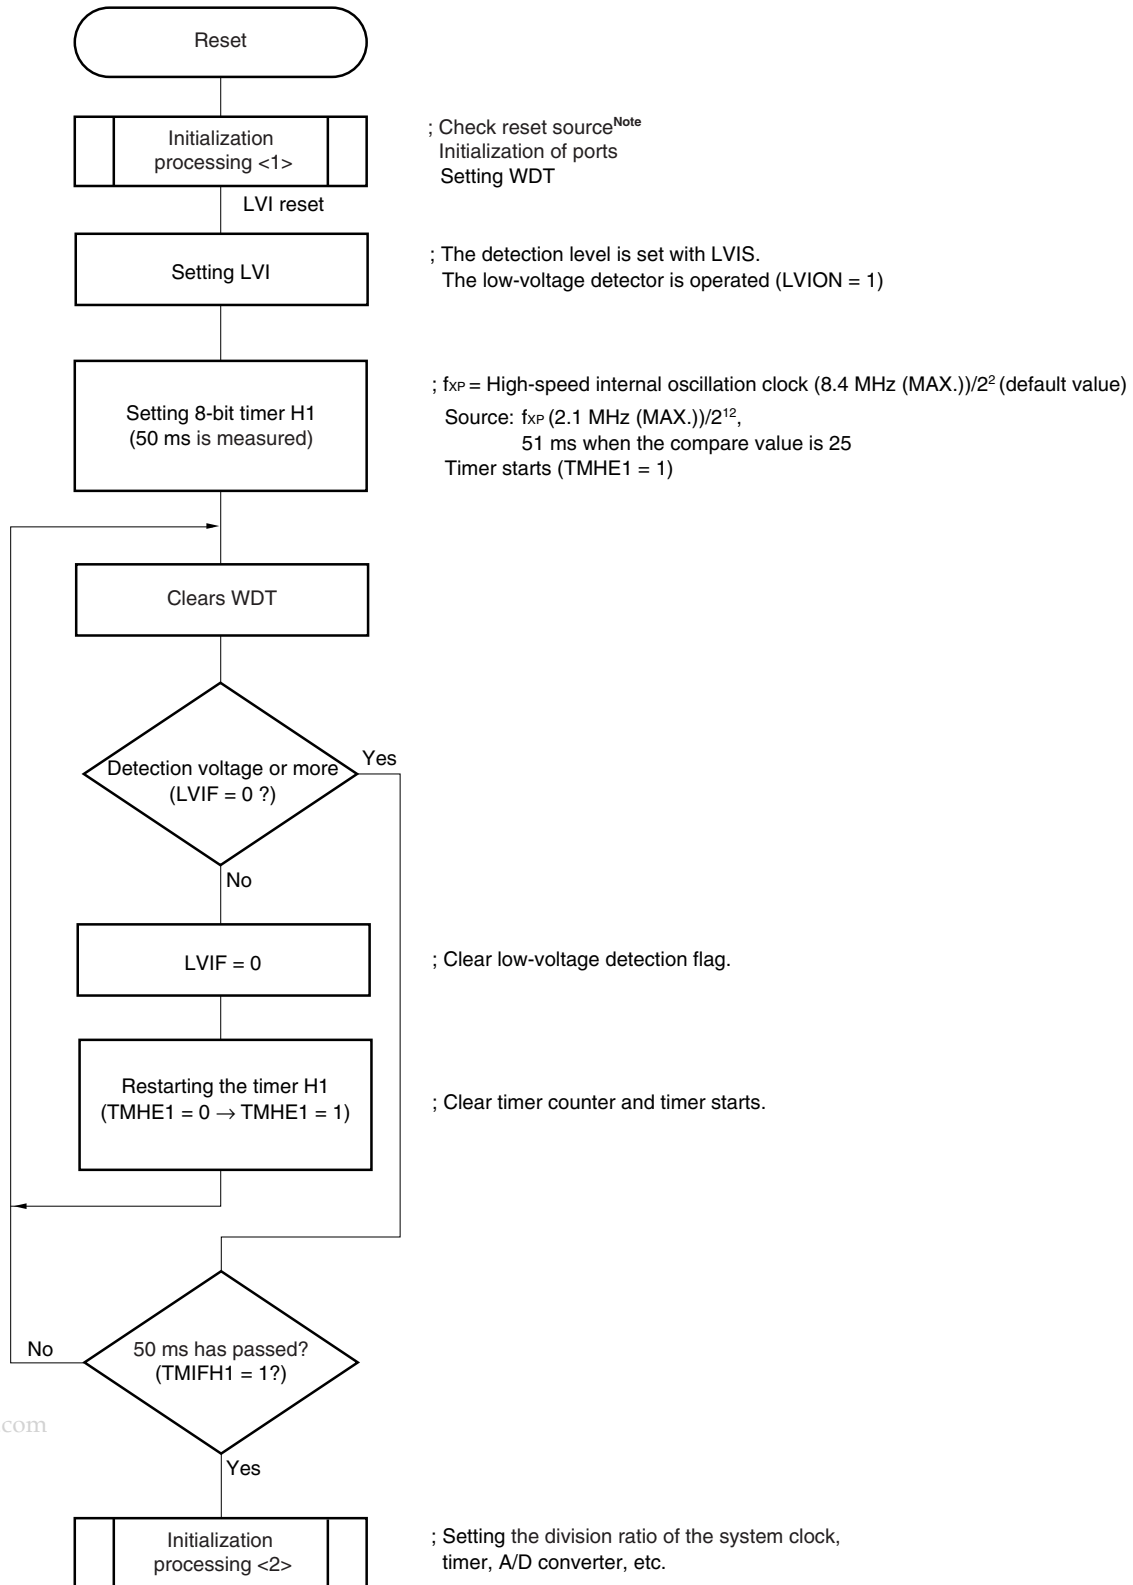 Reset
Initialization
processing <1>
; Check reset source^Note
Initialization of ports
Setting WDT
LVI reset
Setting LVI
; The detection level is set with LVIS.
The low-voltage detector is operated (LVION = 1)
Setting 8-bit timer H1
(50 ms is measured)
; fXP = High-speed internal oscillation clock (8.4 MHz (MAX.))/2² (default value)
Source: fXP (2.1 MHz (MAX.))/2¹²,
51 ms when the compare value is 25
Timer starts (TMHE1 = 1)
Clears WDT
Detection voltage or more
(LVIF = 0 ?)
Yes
No
LVIF = 0
; Clear low-voltage detection flag.
Restarting the timer H1
(TMHE1 = 0 → TMHE1 = 1)
; Clear timer counter and timer starts.
No
50 ms has passed?
(TMIFH1 = 1?)
com
Yes
Initialization
processing <2>
; Setting the division ratio of the system clock,
timer, A/D converter, etc.